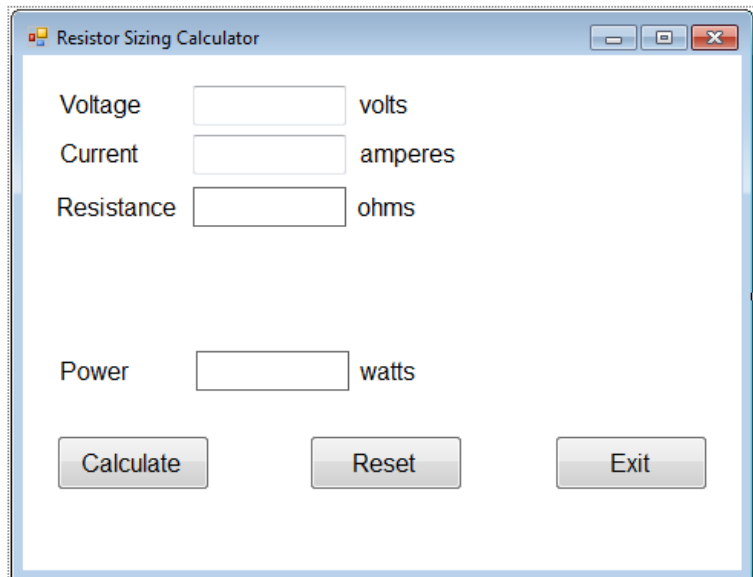 Resistor Sizing Calculator
Voltage volts
Current amperes
Resistance ohms
Power watts
Calculate Reset Exit